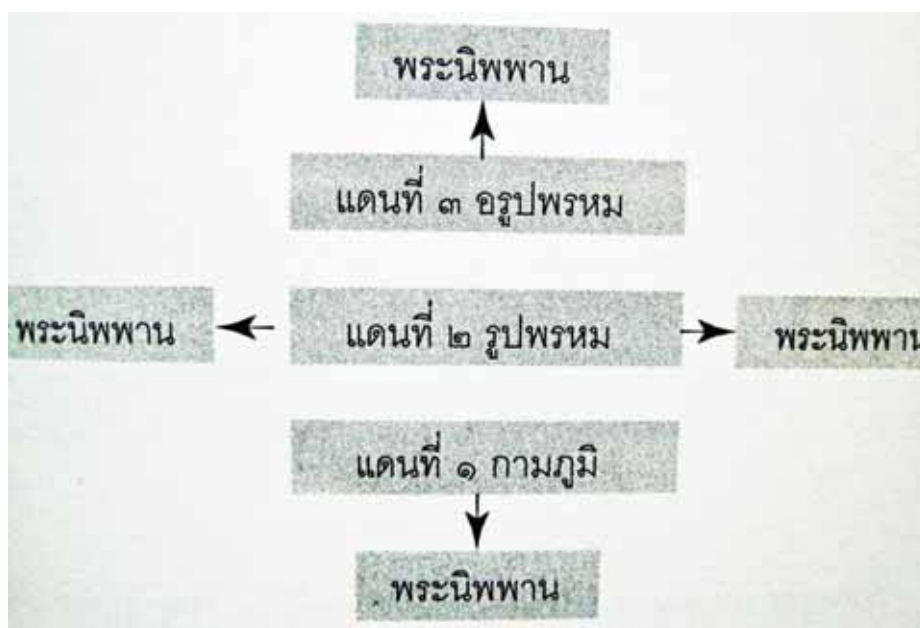 พระนิพพาน
แดนที่ ๓ อรูปพรหม
พระนิพพาน
แดนที่ ๒ รูปพรหม
พระนิพพาน
แดนที่ ๑ กามภูมิ
พระนิพพาน